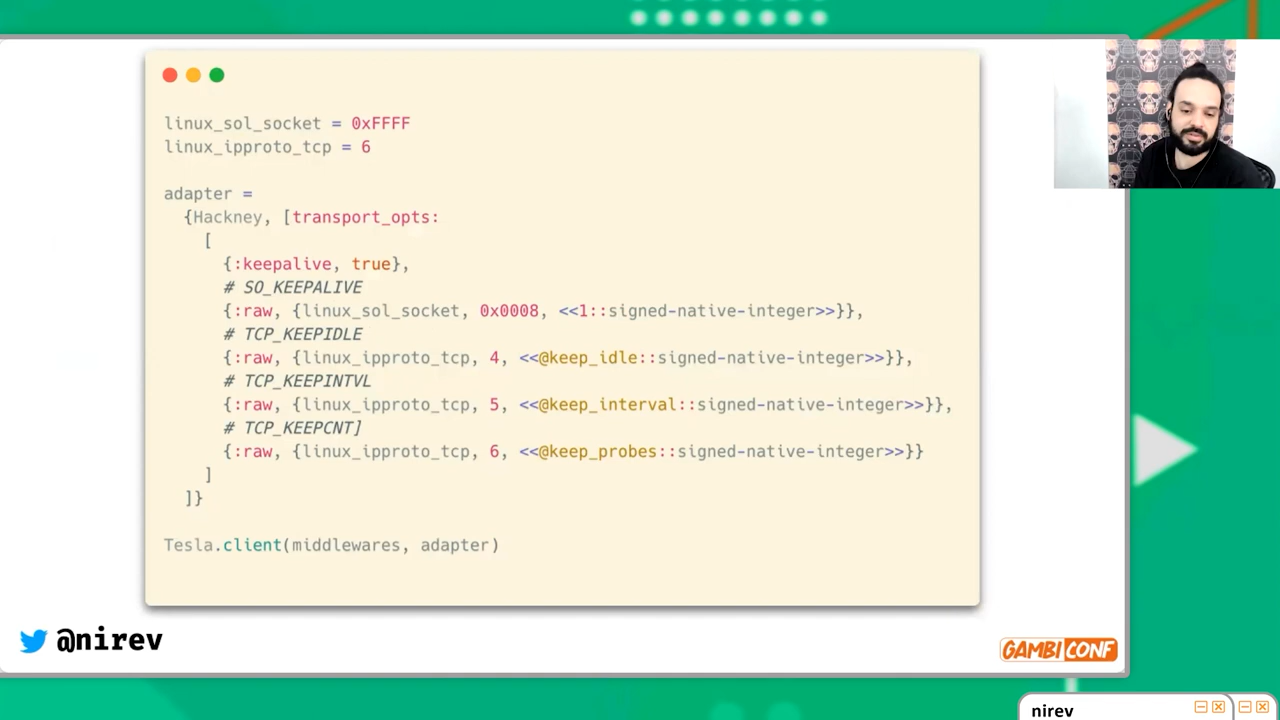 linux_sol_socket = 0xFFFF
linux_ipproto_tcp = 6
adapter =
{Hackney, [transport_opts:
[
{:keepalive, true},
# SO_KEEPALIVE
{:raw, {linux_sol_socket, 0x0008, <<1::signed-native-integer>>}},
# TCP_KEEPIDLE
{:raw, {linux_ipproto_tcp, 4, <<@keep_idle::signed-native-integer>>}},
# TCP_KEEPINTVL
{:raw, {linux_ipproto_tcp, 5, <<@keep_interval::signed-native-integer>>}},
# TCP_KEEPCNT]
{:raw, {linux_ipproto_tcp, 6, <<@keep_probes::signed-native-integer>>}}
]
]}
Tesla.client(middlewares, adapter)
@nirev
GAMBICONF
nirev